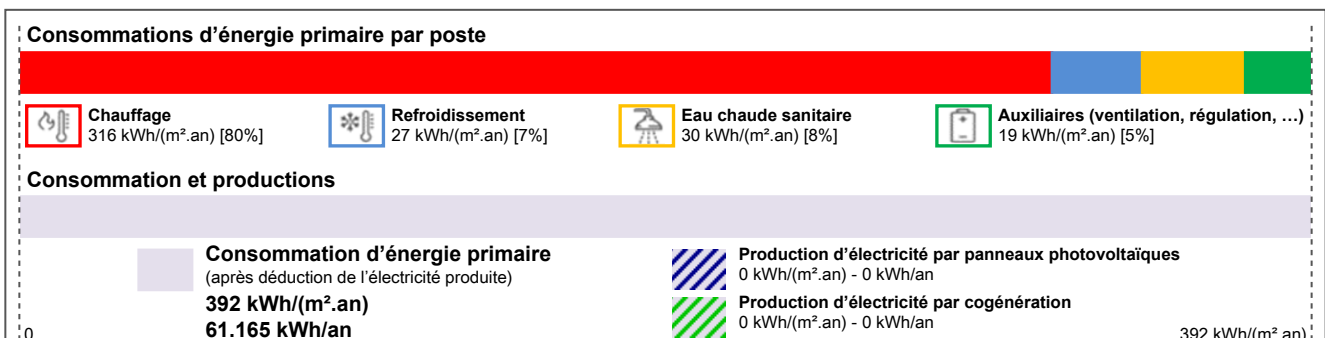 Consommations d’énergie primaire par poste
Chauffage
316 kWh/(m².an) [80%]
Refroidissement
27 kWh/(m².an) [7%]
Eau chaude sanitaire
30 kWh/(m².an) [8%]
Auxiliaires (ventilation, régulation, …)
19 kWh/(m².an) [5%]
Consommation et productions
Consommation d’énergie primaire
(après déduction de l’électricité produite)
392 kWh/(m².an)
61.165 kWh/an
Production d’électricité par panneaux photovoltaïques
0 kWh/(m².an) - 0 kWh/an
Production d’électricité par cogénération
0 kWh/(m².an) - 0 kWh/an
0
392 kWh/(m².an)